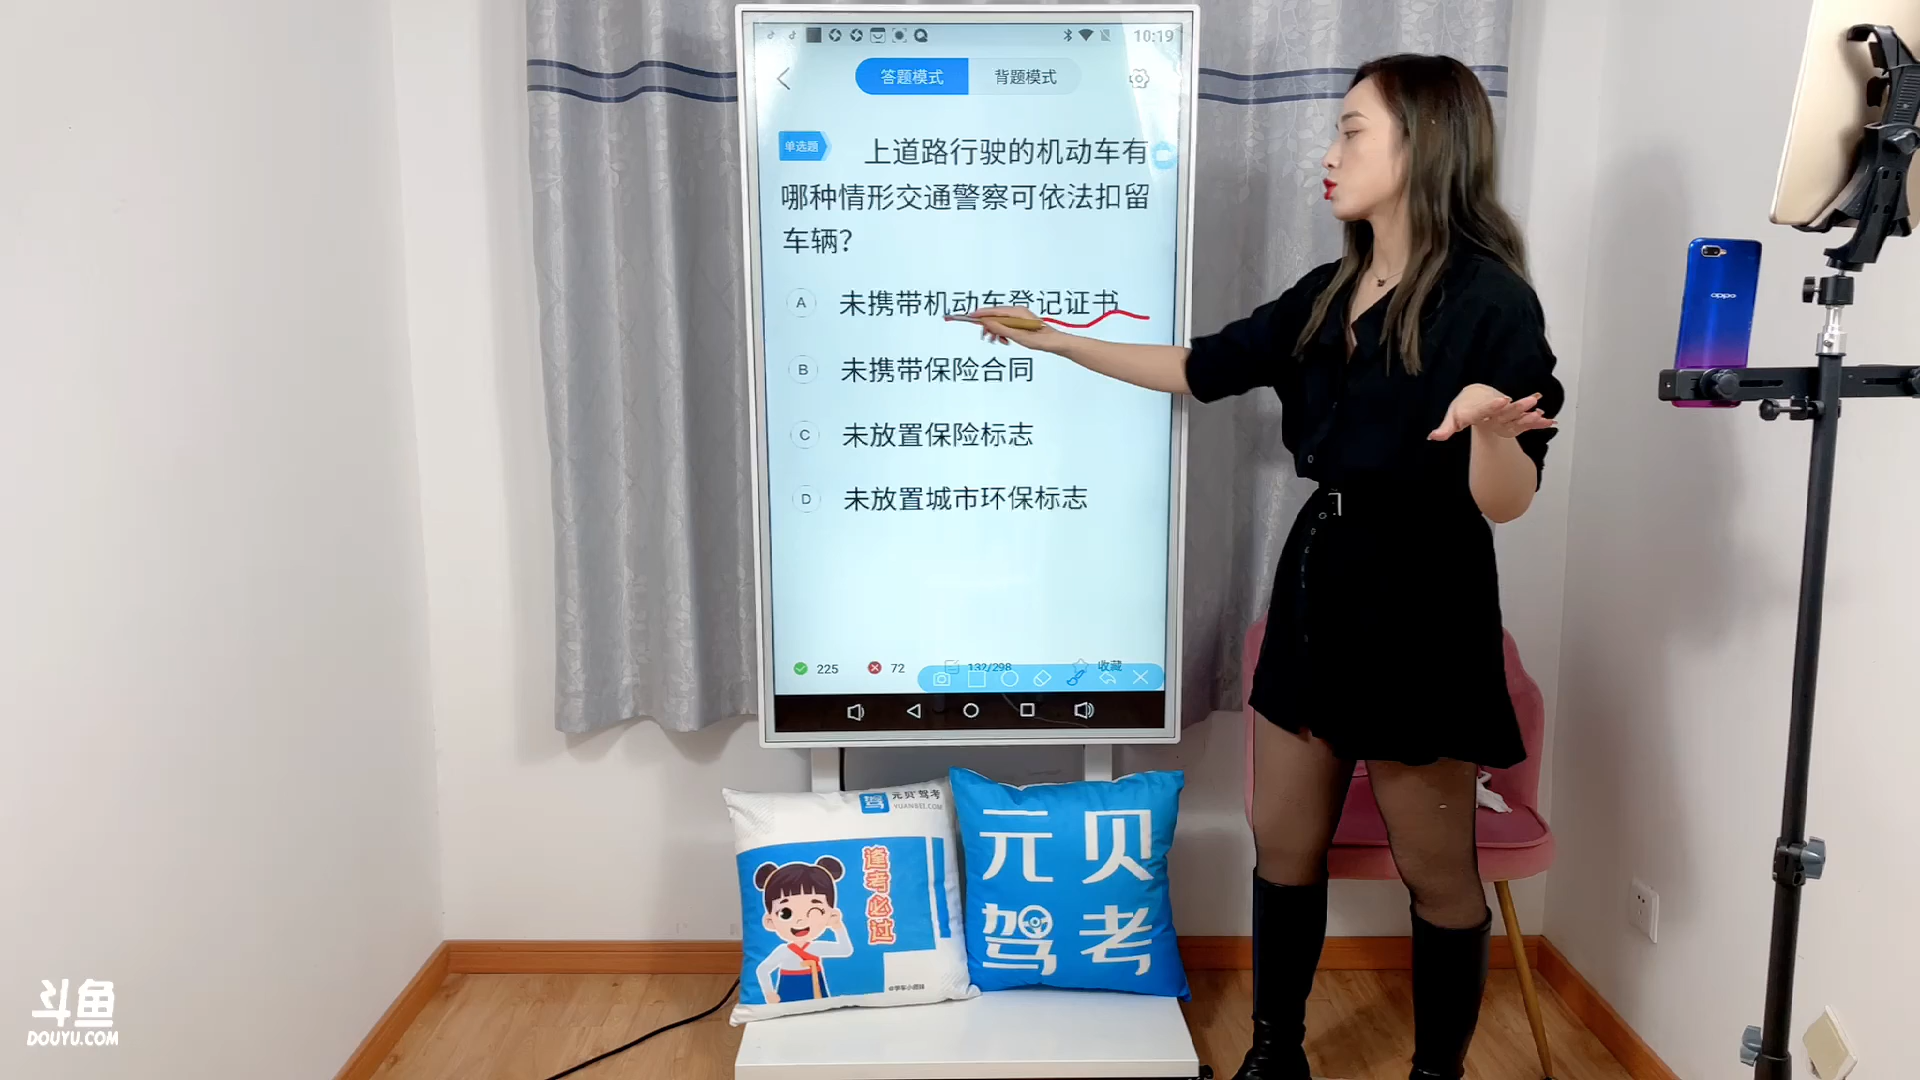 10:19
答题模式
背题模式
单选题
上道路行驶的机动车有
哪种情形交通警察可依法扣留
车辆?
A 未携带机动车登记证书
B 未携带保险合同
C 未放置保险标志
D 未放置城市环保标志
225
72
132/298
收藏
oppo
驾
元贝驾考
YUANBEI.COM
逢考必过
元贝
驾考
斗鱼
DOUYU.COM